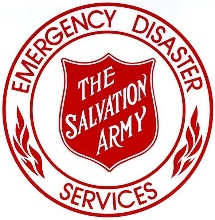 EMERGENCY DISASTER
THE
SALVATION
ARMY
SERVICES